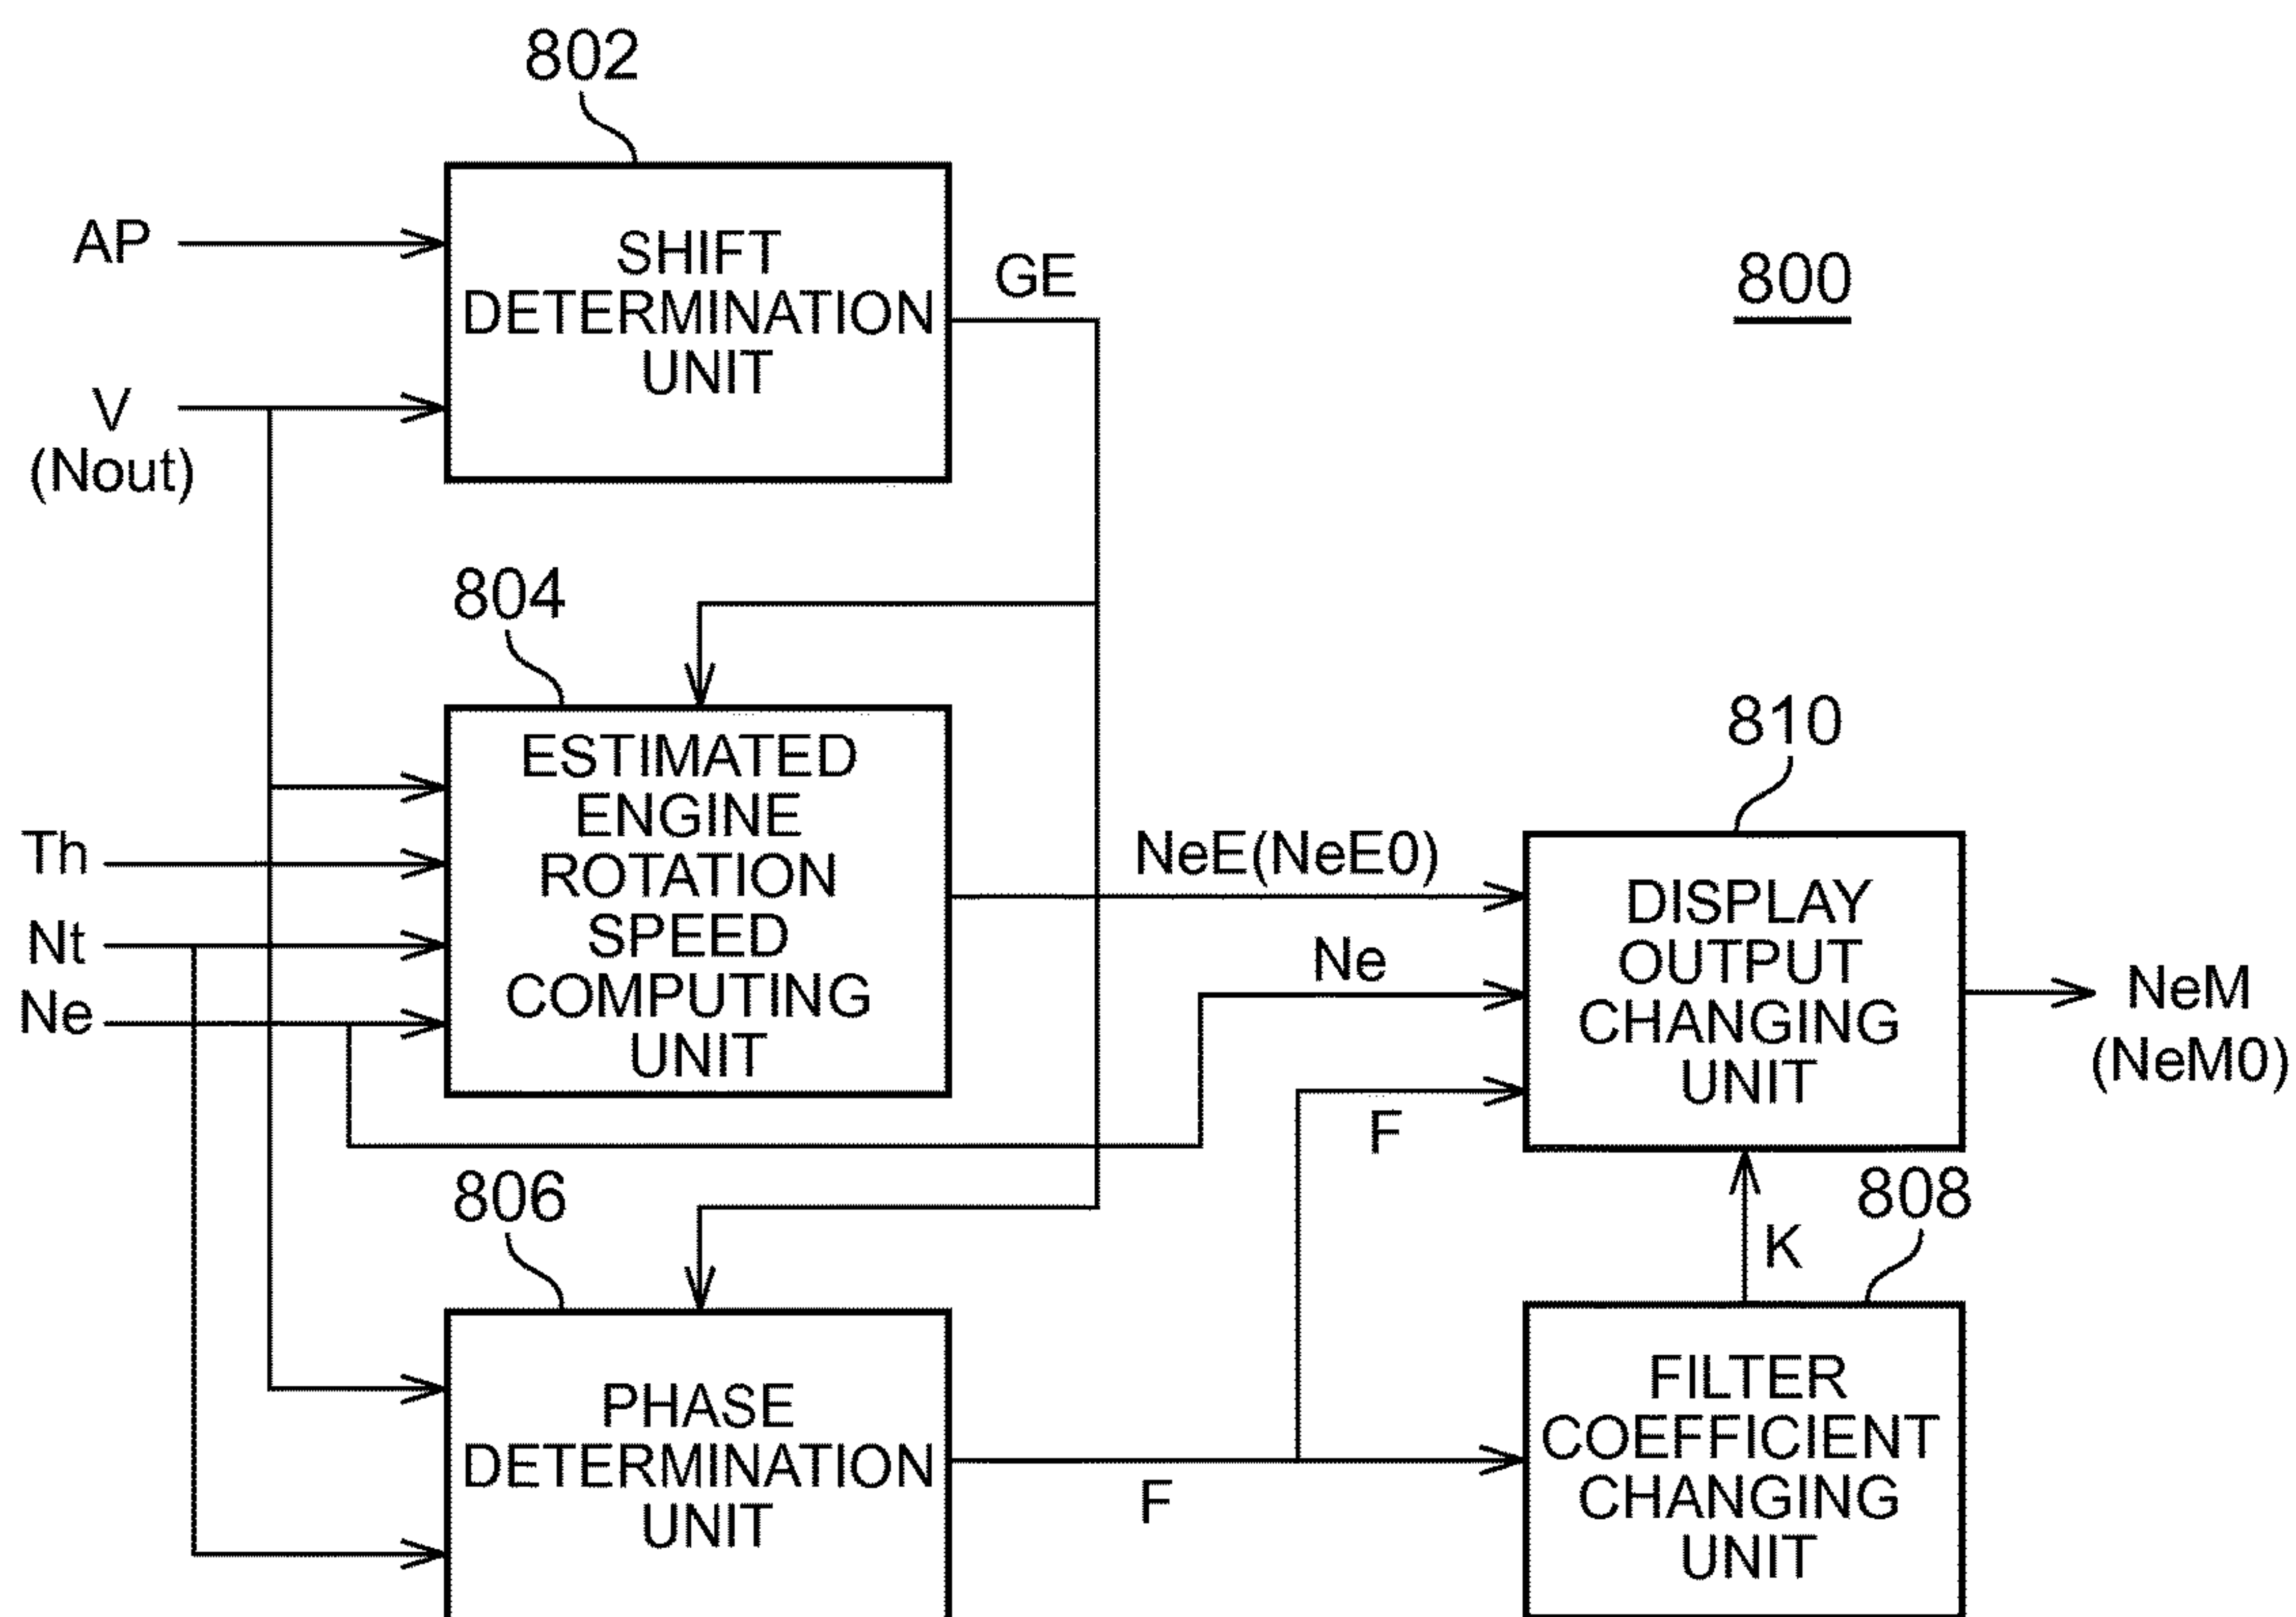 802
AP
SHIFT
DETERMINATION
UNIT
GE
800
V
(Nout)
804
ESTIMATED
ENGINE
ROTATION
SPEED
COMPUTING
UNIT
Th
Nt
Ne
NeE(NeE0)
Ne
F
810
DISPLAY
OUTPUT
CHANGING
UNIT
NeM
(NeM0)
806
PHASE
DETERMINATION
UNIT
F
K
808
FILTER
COEFFICIENT
CHANGING
UNIT